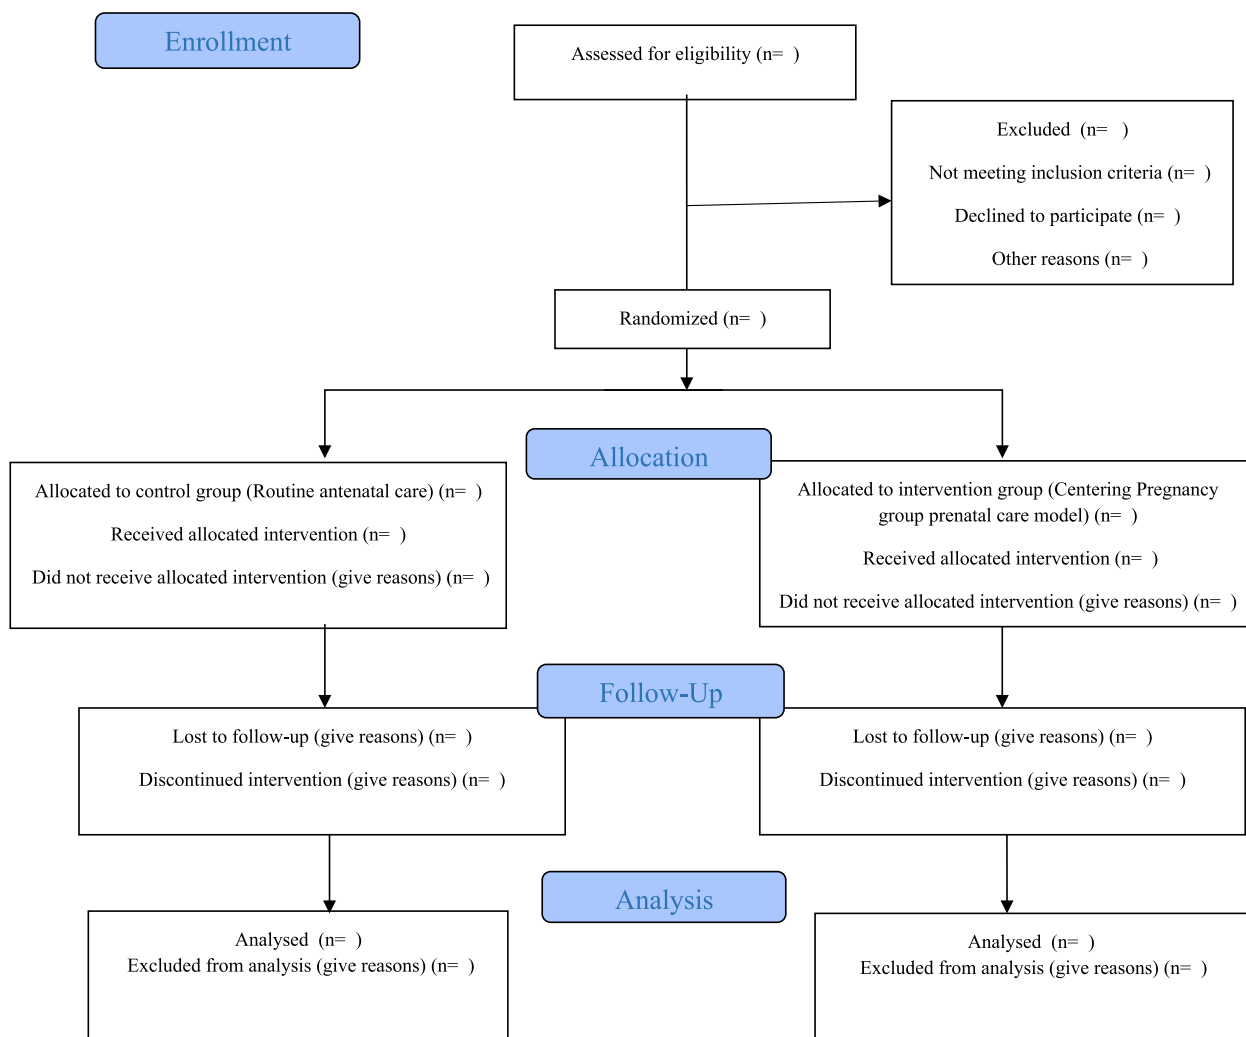 Enrollment
Assessed for eligibility (n=  )
Excluded  (n=   )
Not meeting inclusion criteria (n=  )
Declined to participate (n=  )
Other reasons (n=  )
Randomized (n=  )
Allocation
Allocated to control group (Routine antenatal care) (n=  )
Received allocated intervention (n=  )
Did not receive allocated intervention (give reasons) (n=  )
Allocated to intervention group (Centering Pregnancy
group prenatal care model) (n=  )
Received allocated intervention (n=  )
Did not receive allocated intervention (give reasons) (n=  )
Follow-Up
Lost to follow-up (give reasons) (n=  )
Discontinued intervention (give reasons) (n=  )
Lost to follow-up (give reasons) (n=  )
Discontinued intervention (give reasons) (n=  )
Analysis
Analysed  (n=  )
Excluded from analysis (give reasons) (n=  )
Analysed  (n=  )
Excluded from analysis (give reasons) (n=  )